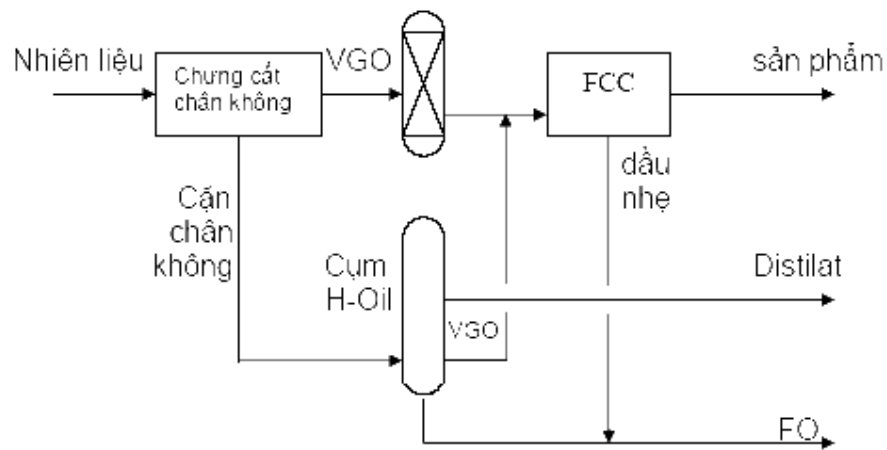 Nhiên liệu
Chưng cất
chân không
VGO
FCC
sản phẩm
dầu
nhẹ
Cặn
chân
không
Cụm
H-Oil
Distilat
VGO
FO